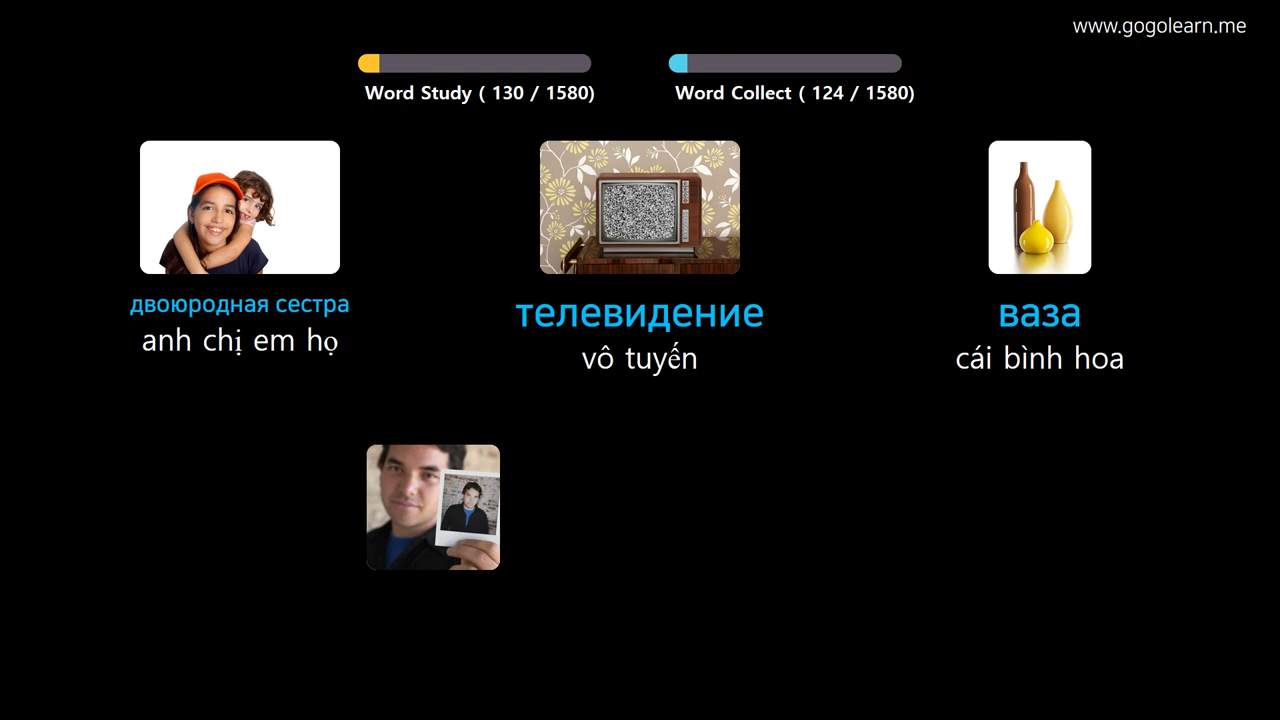 www.gogolearn.me
Word Study ( 130 / 1580)
Word Collect ( 124 / 1580)
двоюродная сестра
anh chị em họ
телевидение
vô tuyến
ваза
cái bình hoa